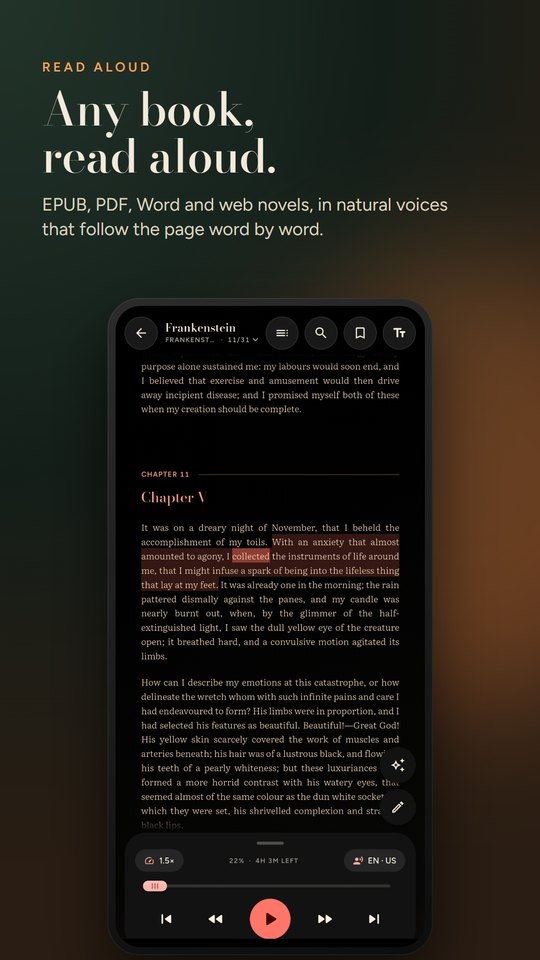 READ ALOUD
Any book,
read aloud.
EPUB, PDF, Word and web novels, in natural voices
that follow the page word by word.
Frankenstein
FRANKENST… · 11/31
purpose alone sustained me: my labours would soon end, and
I believed that exercise and amusement would then drive
away incipient disease; and I promised myself both of these
when my creation should be complete.
CHAPTER 11
Chapter V
It was on a dreary night of November, that I beheld the
accomplishment of my toils. With an anxiety that almost
amounted to agony, I collected the instruments of life around
me, that I might infuse a spark of being into the lifeless thing
that lay at my feet. It was already one in the morning; the rain
pattered dismally against the panes, and my candle was
nearly burnt out, when, by the glimmer of the half-
extinguished light, I saw the dull yellow eye of the creature
open; it breathed hard, and a convulsive motion agitated its
limbs.
How can I describe my emotions at this catastrophe, or how
delineate the wretch whom with such infinite pains and care I
had endeavoured to form? His limbs were in proportion, and I
had selected his features as beautiful. Beautiful!—Great God!
His yellow skin scarcely covered the work of muscles and
arteries beneath; his hair was of a lustrous black, and
his teeth of a pearly whiteness; but these luxuriances
formed a more horrid contrast with his watery eyes,
seemed almost of the same colour as the dun white
which they were set, his shrivelled complexion and
black lips.
1.5×
22% · 4H 3M LEFT
EN · US